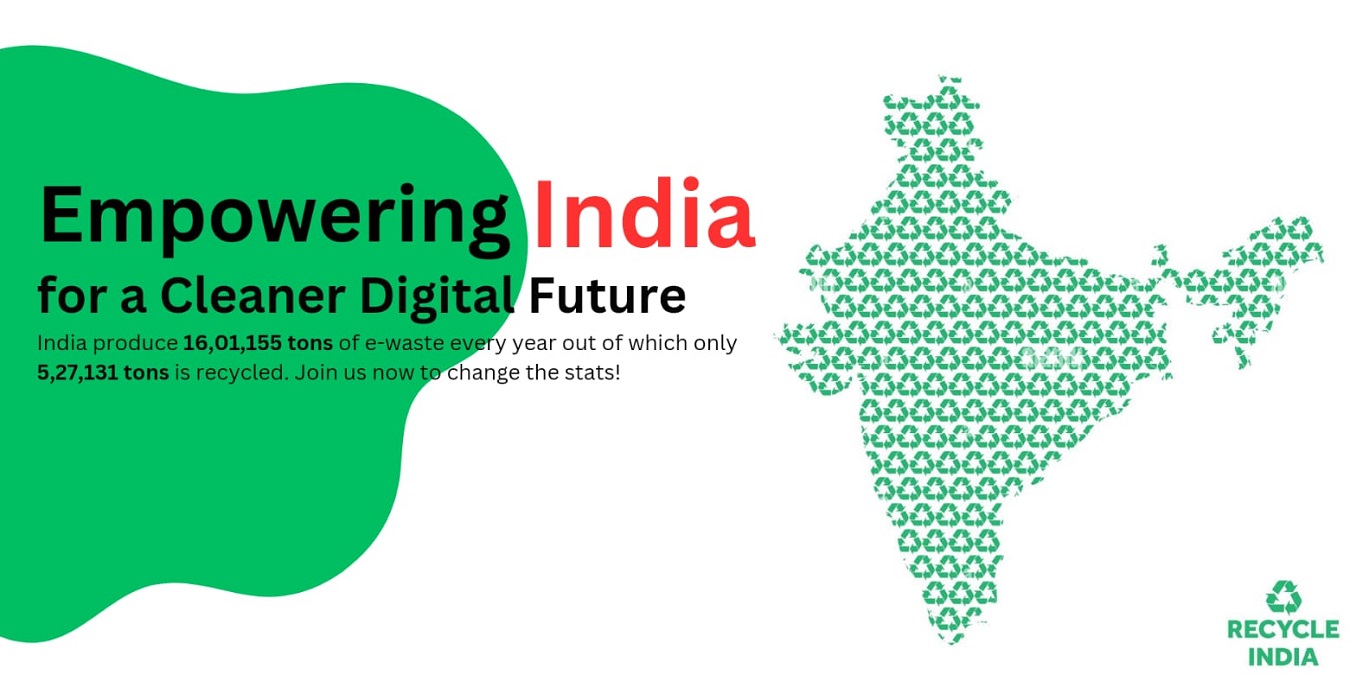 Empowering India
for a Cleaner Digital Future
India produce 16,01,155 tons of e-waste every year out of which only
5,27,131 tons is recycled. Join us now to change the stats!
RECYCLE
INDIA